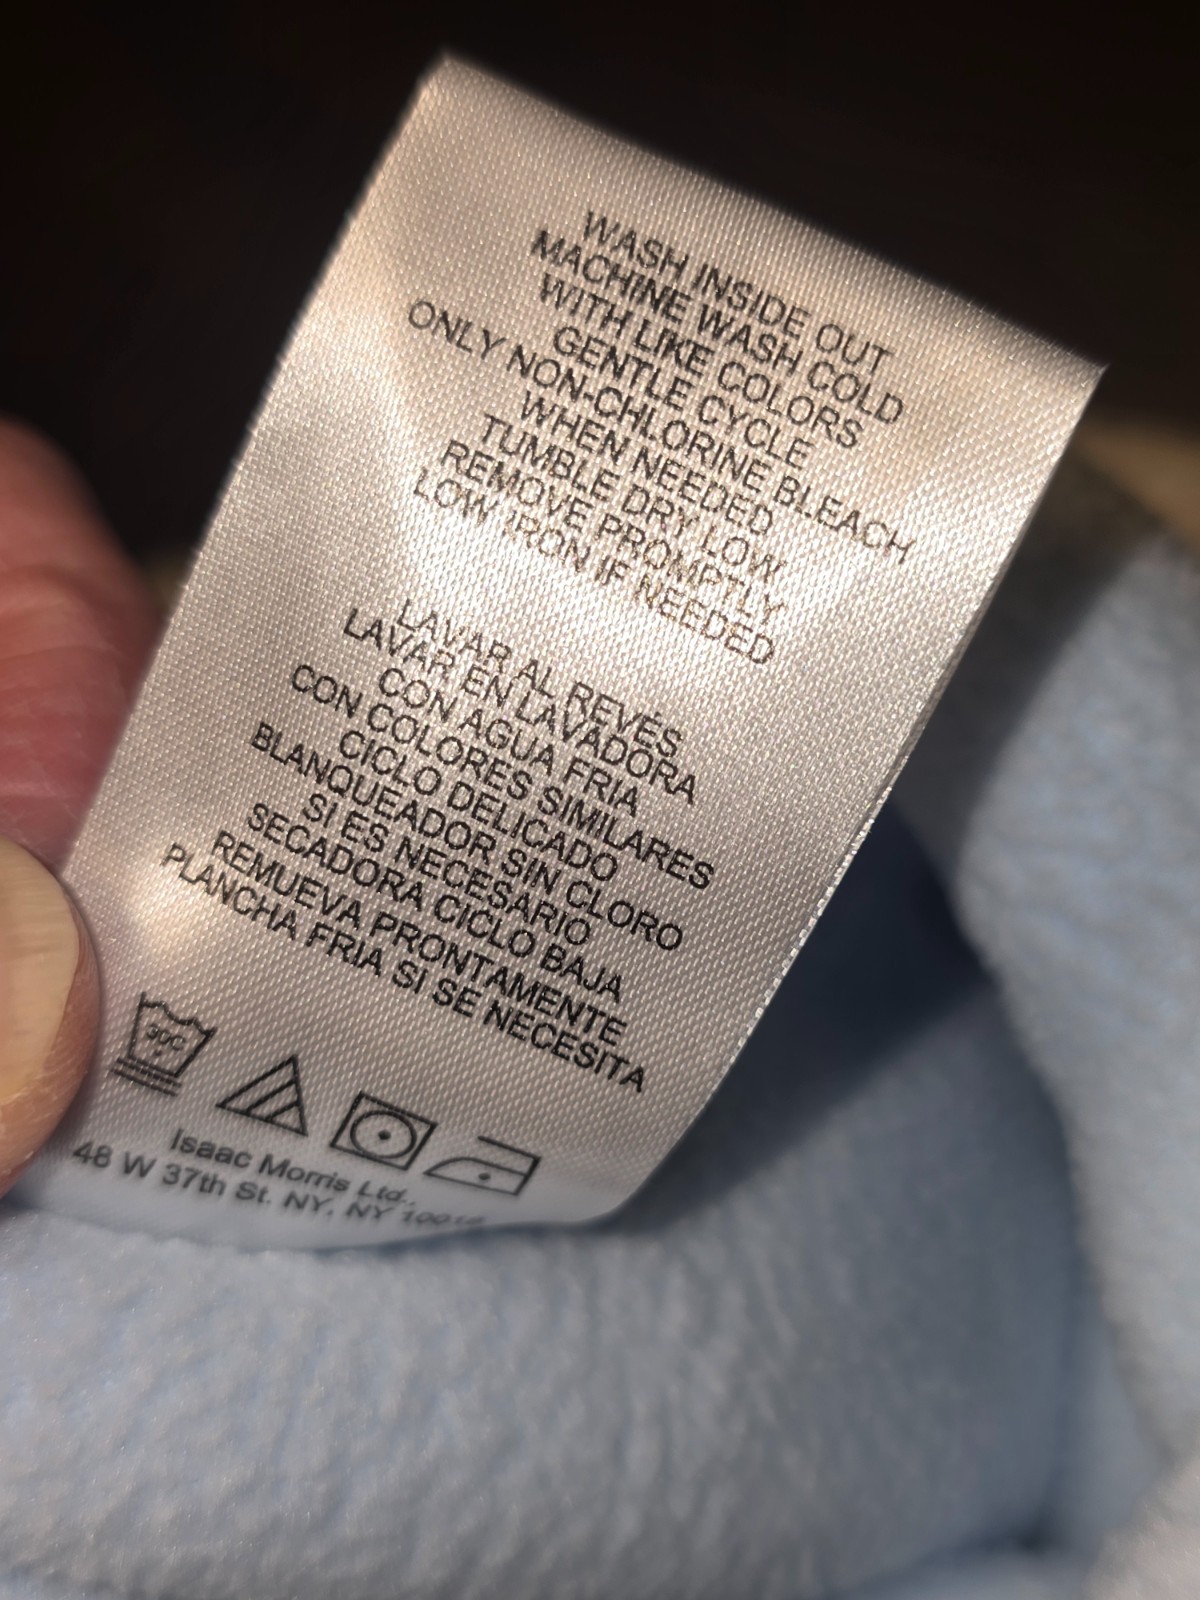 WASH INSIDE OUT
MACHINE WASH COLD
WITH LIKE COLORS
GENTLE CYCLE
ONLY NON-CHLORINE BLEACH
WHEN NEEDED
TUMBLE DRY LOW
REMOVE PROMPTLY
LOW IRON IF NEEDED
LAVAR AL REVÉS
LAVAR EN LAVADORA
CON AGUA FRIA
CON COLORES SIMILARES
CICLO DELICADO
BLANQUEADOR SIN CLORO
SI ES NECESARIO
SECADORA CICLO BAJA
REMUEVA PRONTAMENTE
PLANCHA FRIA SI SE NECESITA
30C
Isaac Morris Ltd.,
48 W 37th St. NY, NY